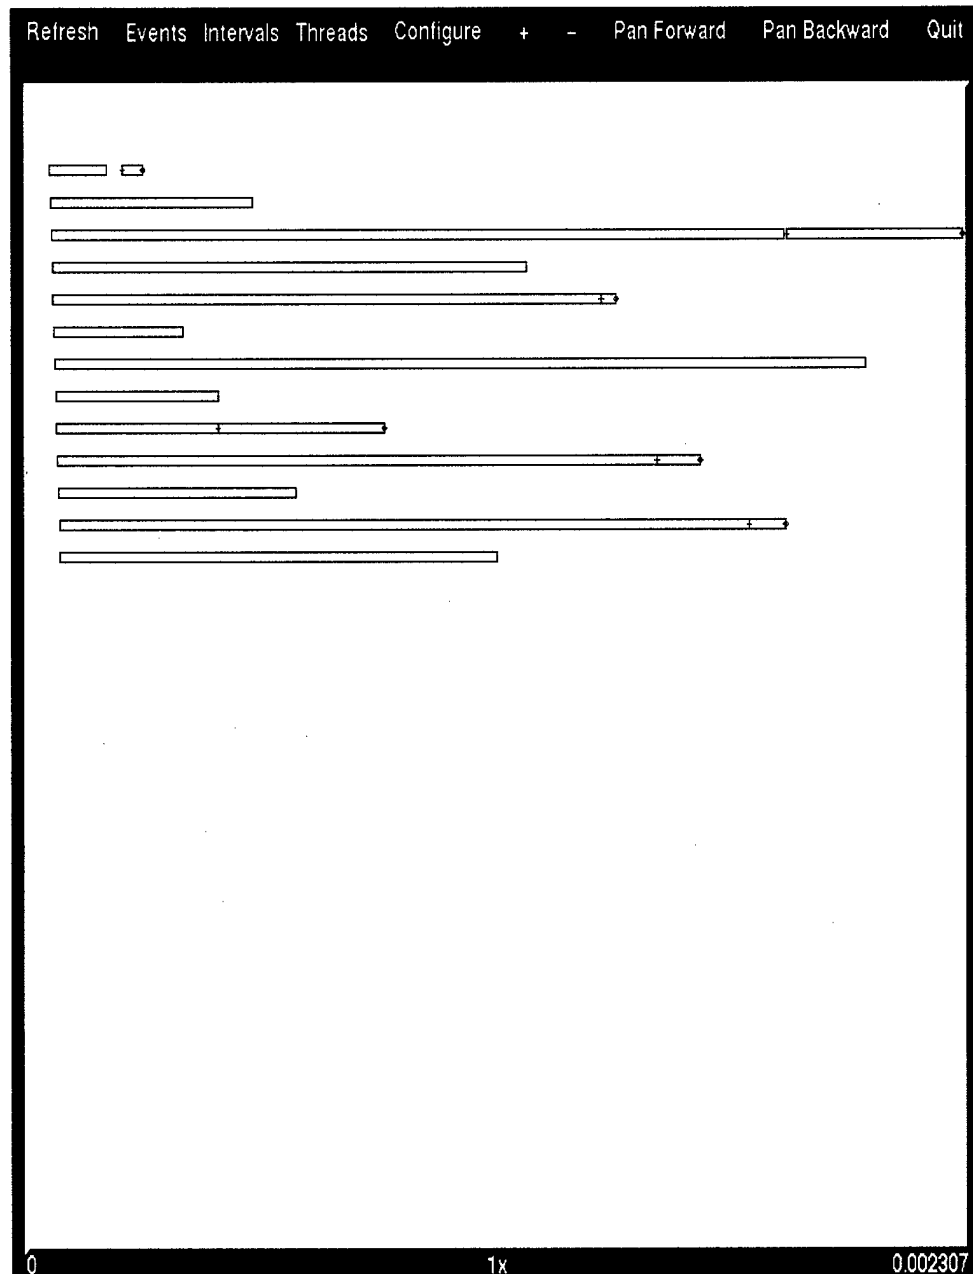 Refresh Events Intervals Threads Configure + − Pan Forward Pan Backward Quit
0 1x 0.002307